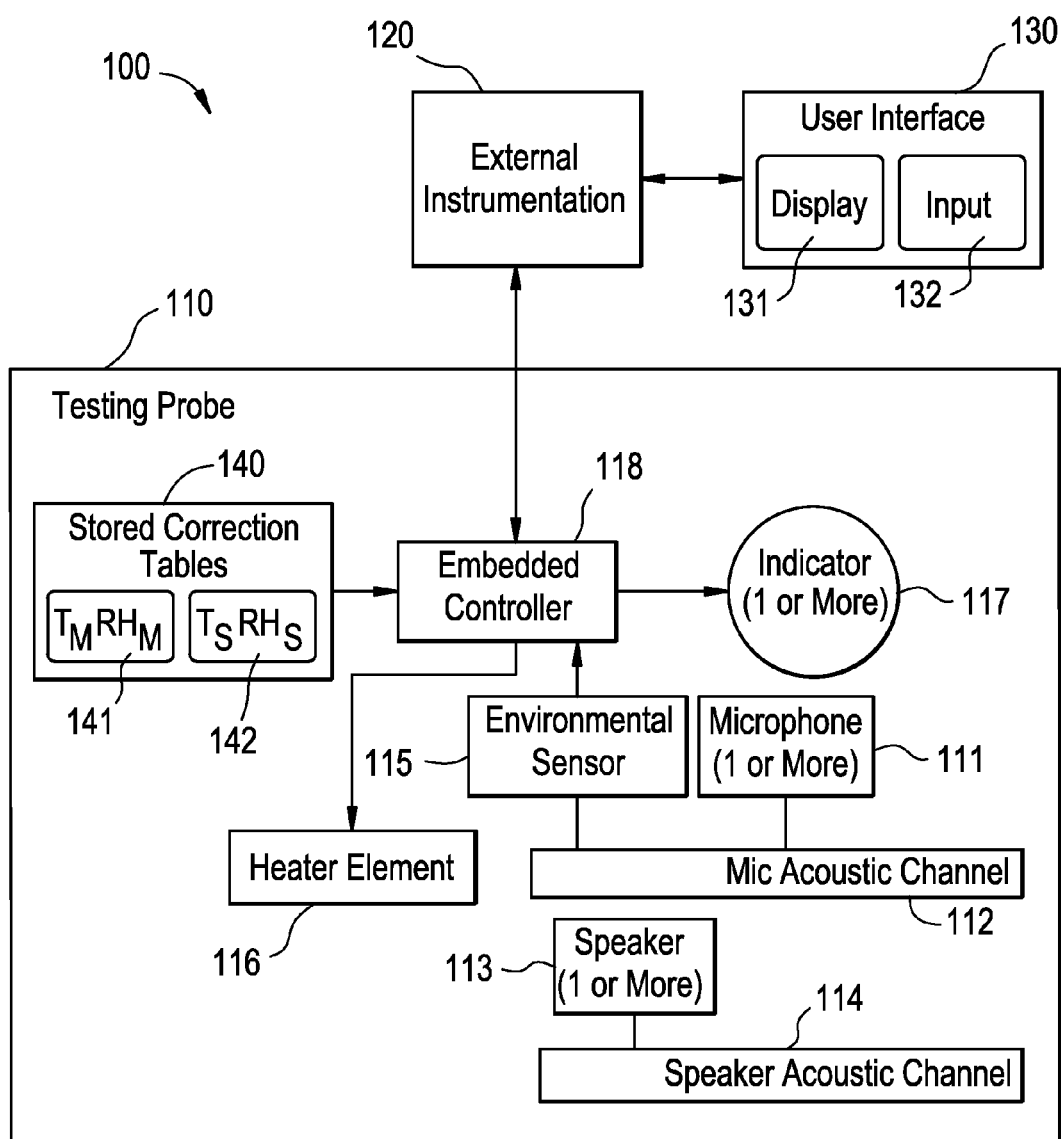 120
130
100
External
Instrumentation
User Interface
Display
Input
131
132
110
Testing Probe
140
118
Stored Correction
Tables
TMRHM
TSRHS
141
142
Embedded
Controller
Indicator
(1 or More)
117
Environmental
Sensor
115
Microphone
(1 or More)
111
Heater Element
116
Mic Acoustic Channel
112
Speaker
(1 or More)
113
114
Speaker Acoustic Channel